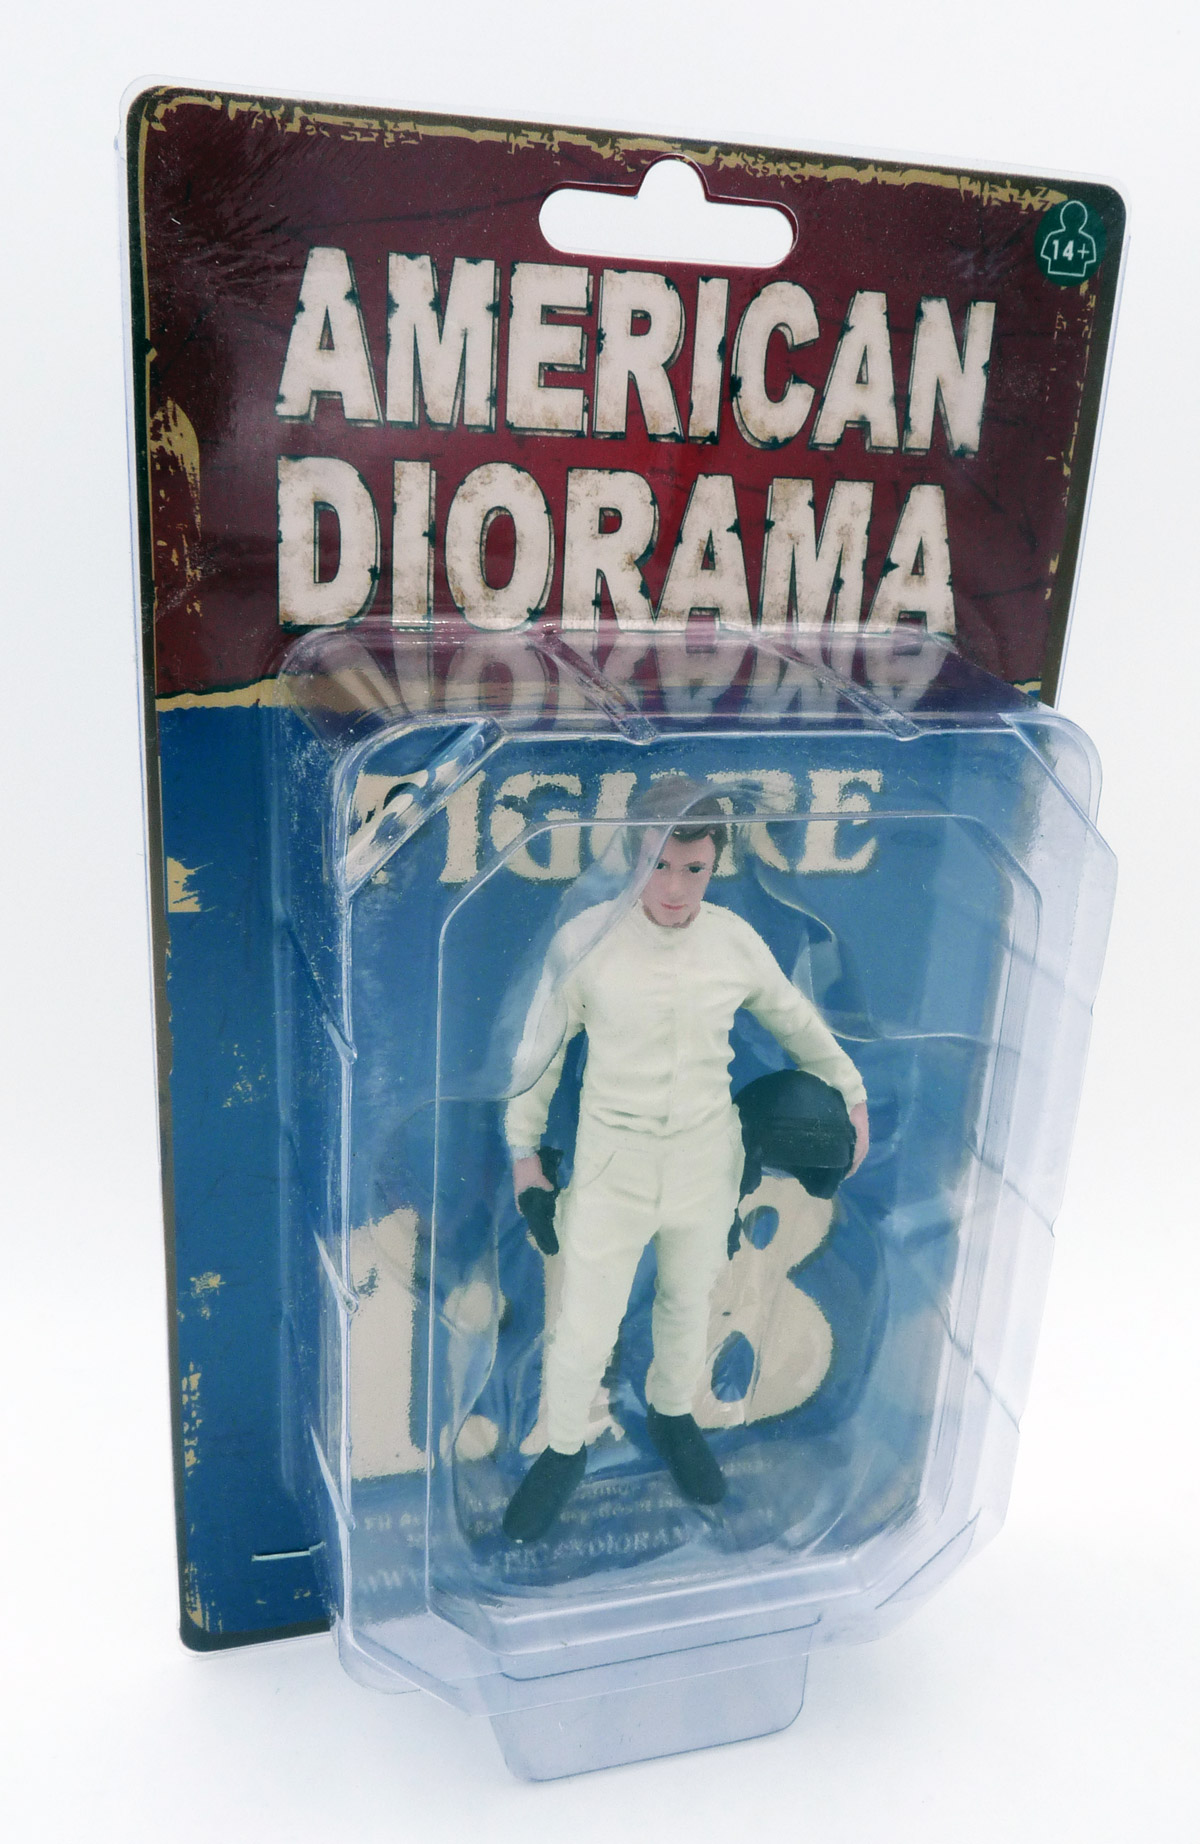 14+
AMERICAN
DIORAMA
FIGURE
1:18